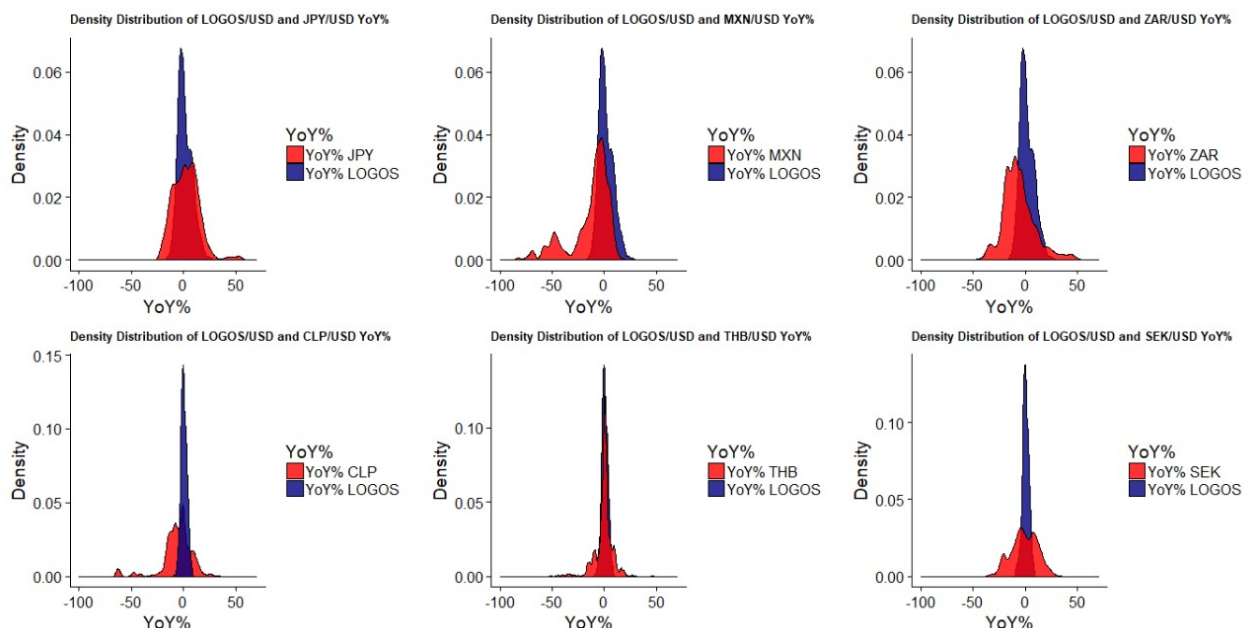 Density Distribution of LOGOS/USD and JPY/USD YoY%
0.06
0.04
0.02
0.00
Density
-100
-50
0
50
YoY%
YoY%
YoY% JPY
YoY% LOGOS
Density Distribution of LOGOS/USD and MXN/USD YoY%
0.06
0.04
0.02
0.00
Density
-100
-50
0
50
YoY%
YoY%
YoY% MXN
YoY% LOGOS
Density Distribution of LOGOS/USD and ZAR/USD YoY%
0.06
0.04
0.02
0.00
Density
-100
-50
0
50
YoY%
YoY%
YoY% ZAR
YoY% LOGOS
Density Distribution of LOGOS/USD and CLP/USD YoY%
0.15
0.10
0.05
0.00
Density
-100
-50
0
50
YoY%
YoY%
YoY% CLP
YoY% LOGOS
Density Distribution of LOGOS/USD and THB/USD YoY%
0.10
0.05
0.00
Density
-100
-50
0
50
YoY%
YoY%
YoY% THB
YoY% LOGOS
Density Distribution of LOGOS/USD and SEK/USD YoY%
0.10
0.05
0.00
Density
-100
-50
0
50
YoY%
YoY%
YoY% SEK
YoY% LOGOS